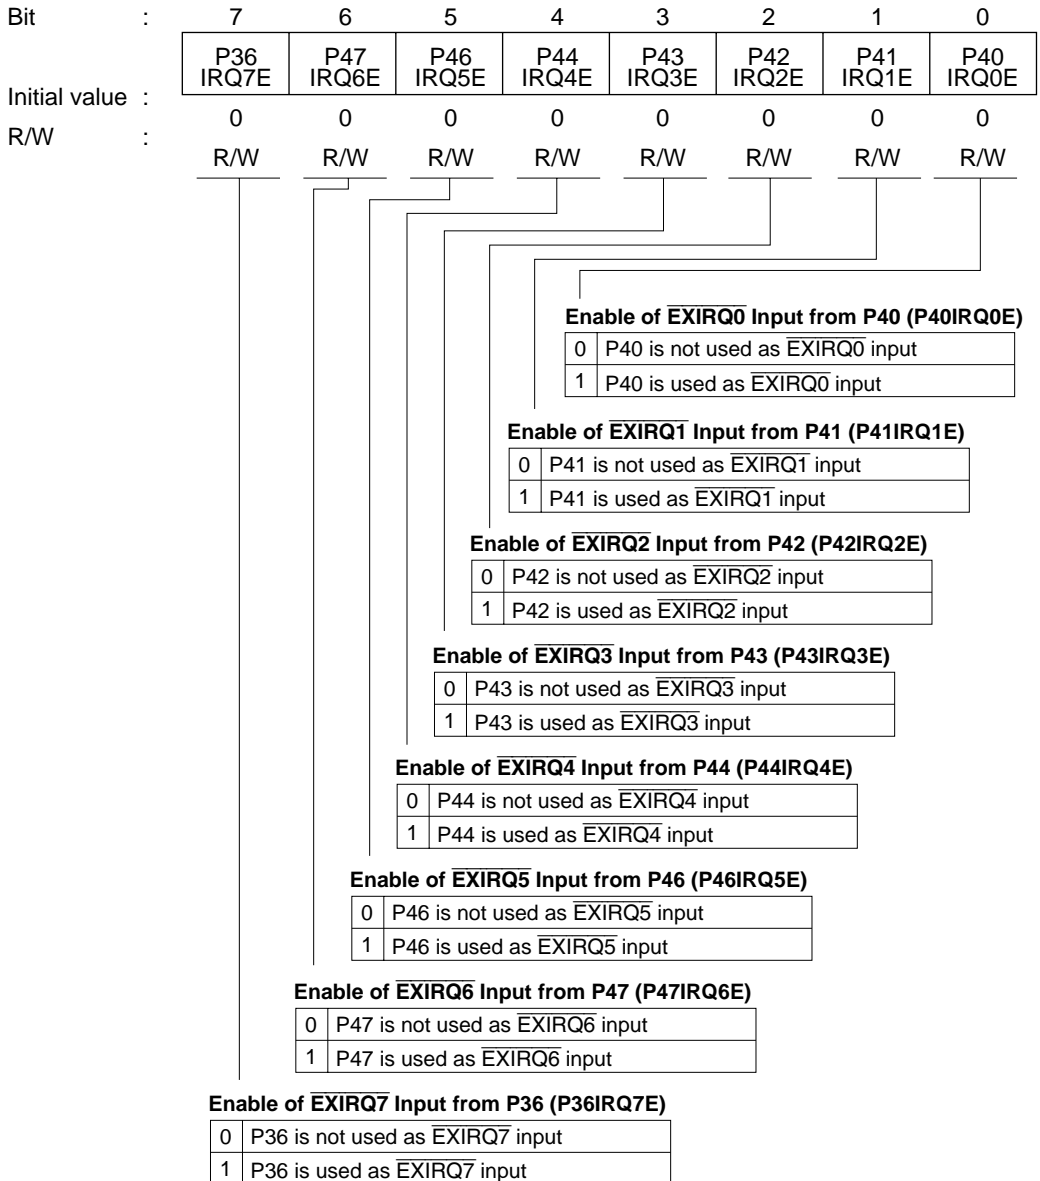 Bit : 7 6 5 4 3 2 1 0
P36 P47 P46 P44 P43 P42 P41 P40
IRQ7E IRQ6E IRQ5E IRQ4E IRQ3E IRQ2E IRQ1E IRQ0E
Initial value : 0 0 0 0 0 0 0 0
R/W : R/W R/W R/W R/W R/W R/W R/W R/W
Enable of EXIRQ0 Input from P40 (P40IRQ0E)
0 P40 is not used as EXIRQ0 input
1 P40 is used as EXIRQ0 input
Enable of EXIRQ1 Input from P41 (P41IRQ1E)
0 P41 is not used as EXIRQ1 input
1 P41 is used as EXIRQ1 input
Enable of EXIRQ2 Input from P42 (P42IRQ2E)
0 P42 is not used as EXIRQ2 input
1 P42 is used as EXIRQ2 input
Enable of EXIRQ3 Input from P43 (P43IRQ3E)
0 P43 is not used as EXIRQ3 input
1 P43 is used as EXIRQ3 input
Enable of EXIRQ4 Input from P44 (P44IRQ4E)
0 P44 is not used as EXIRQ4 input
1 P44 is used as EXIRQ4 input
Enable of EXIRQ5 Input from P46 (P46IRQ5E)
0 P46 is not used as EXIRQ5 input
1 P46 is used as EXIRQ5 input
Enable of EXIRQ6 Input from P47 (P47IRQ6E)
0 P47 is not used as EXIRQ6 input
1 P47 is used as EXIRQ6 input
Enable of EXIRQ7 Input from P36 (P36IRQ7E)
0 P36 is not used as EXIRQ7 input
1 P36 is used as EXIRQ7 input